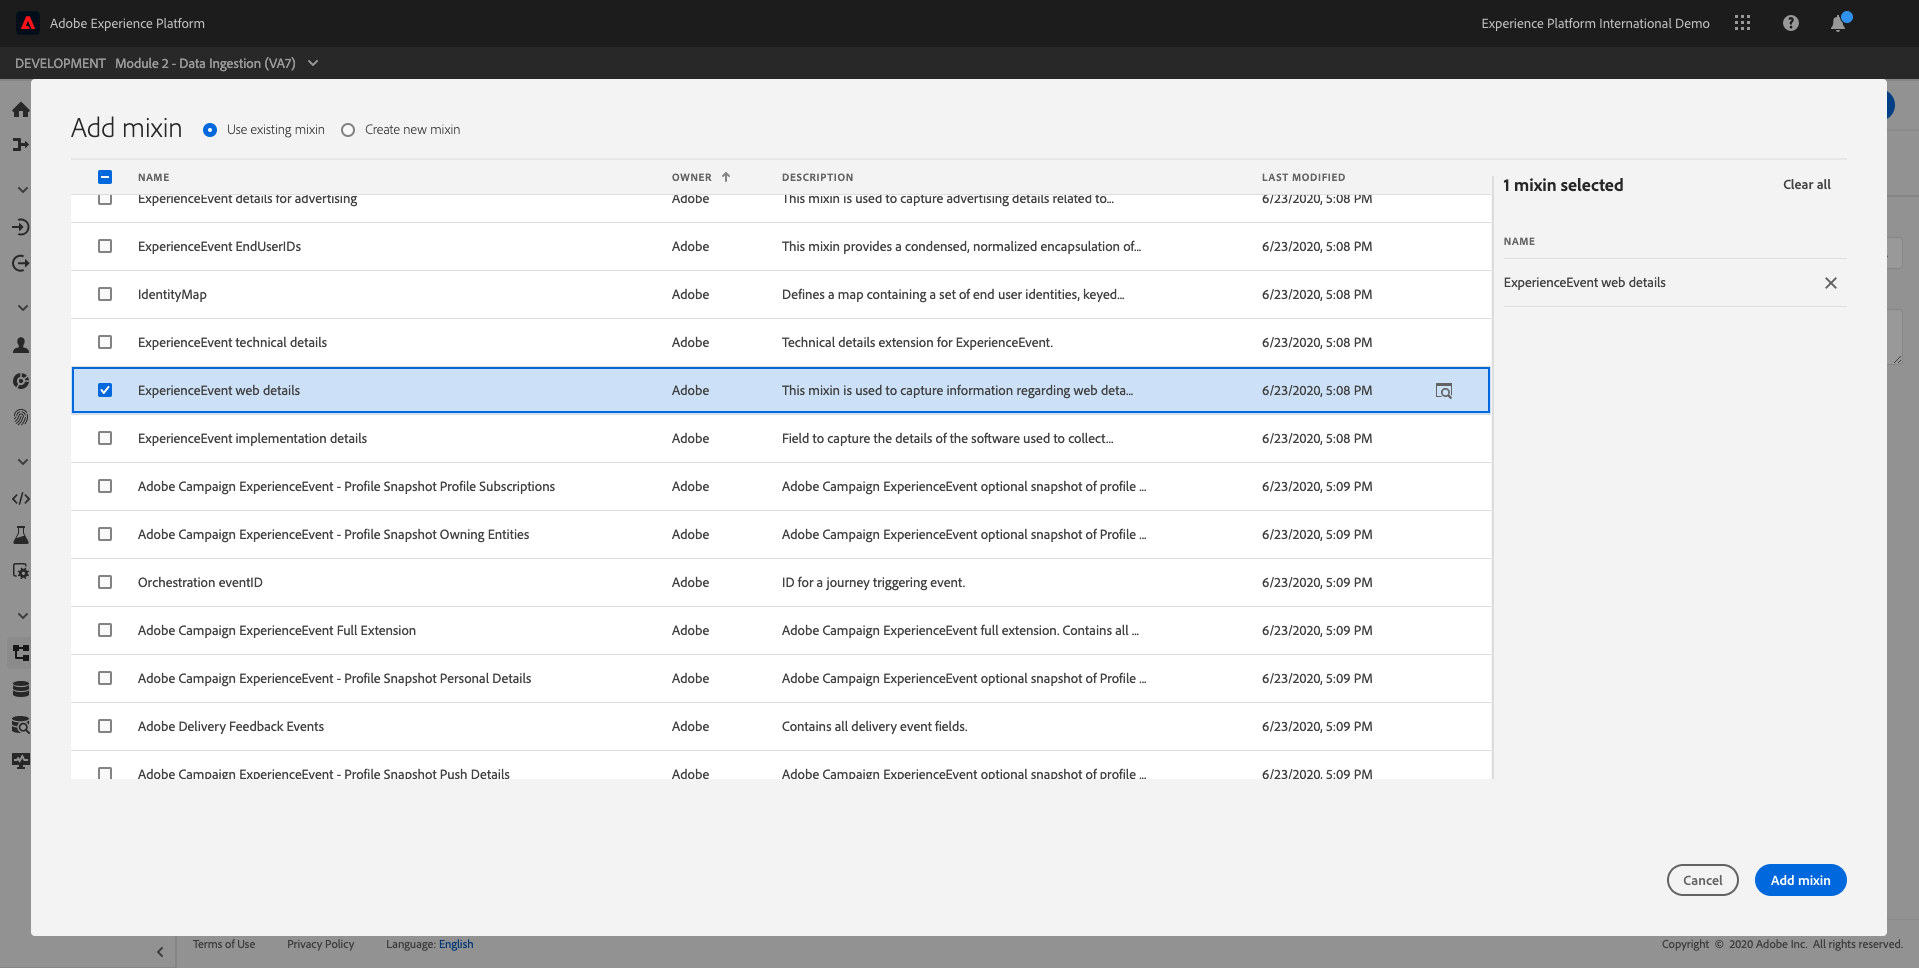 Adobe Experience Platform
Experience Platform International Demo
DEVELOPMENT Module 2 - Data Ingestion (VA7)
Add mixin Use existing mixin Create new mixin
NAME OWNER DESCRIPTION LAST MODIFIED
ExperienceEvent details for advertising Adobe This mixin is used to capture advertising details related to... 6/23/2020, 5:08 PM
ExperienceEvent EndUserIDs Adobe This mixin provides a condensed, normalized encapsulation of... 6/23/2020, 5:08 PM
IdentityMap Adobe Defines a map containing a set of end user identities, keyed... 6/23/2020, 5:08 PM
ExperienceEvent technical details Adobe Technical details extension for ExperienceEvent. 6/23/2020, 5:08 PM
ExperienceEvent web details Adobe This mixin is used to capture information regarding web deta... 6/23/2020, 5:08 PM
ExperienceEvent implementation details Adobe Field to capture the details of the software used to collect... 6/23/2020, 5:08 PM
Adobe Campaign ExperienceEvent - Profile Snapshot Profile Subscriptions Adobe Adobe Campaign ExperienceEvent optional snapshot of profile ... 6/23/2020, 5:09 PM
Adobe Campaign ExperienceEvent - Profile Snapshot Owning Entities Adobe Adobe Campaign ExperienceEvent optional snapshot of Profile ... 6/23/2020, 5:09 PM
Orchestration eventID Adobe ID for a journey triggering event. 6/23/2020, 5:09 PM
Adobe Campaign ExperienceEvent Full Extension Adobe Adobe Campaign ExperienceEvent full extension. Contains all ... 6/23/2020, 5:09 PM
Adobe Campaign ExperienceEvent - Profile Snapshot Personal Details Adobe Adobe Campaign ExperienceEvent optional snapshot of Profile ... 6/23/2020, 5:09 PM
Adobe Delivery Feedback Events Adobe Contains all delivery event fields. 6/23/2020, 5:09 PM
Adobe Campaign ExperienceEvent - Profile Snapshot Push Details Adobe Adobe Campaign ExperienceEvent optional snapshot of profile ... 6/23/2020, 5:09 PM
1 mixin selected Clear all
NAME
ExperienceEvent web details
Cancel Add mixin
Terms of Use Privacy Policy Language: English
Copyright © 2020 Adobe Inc. All rights reserved.